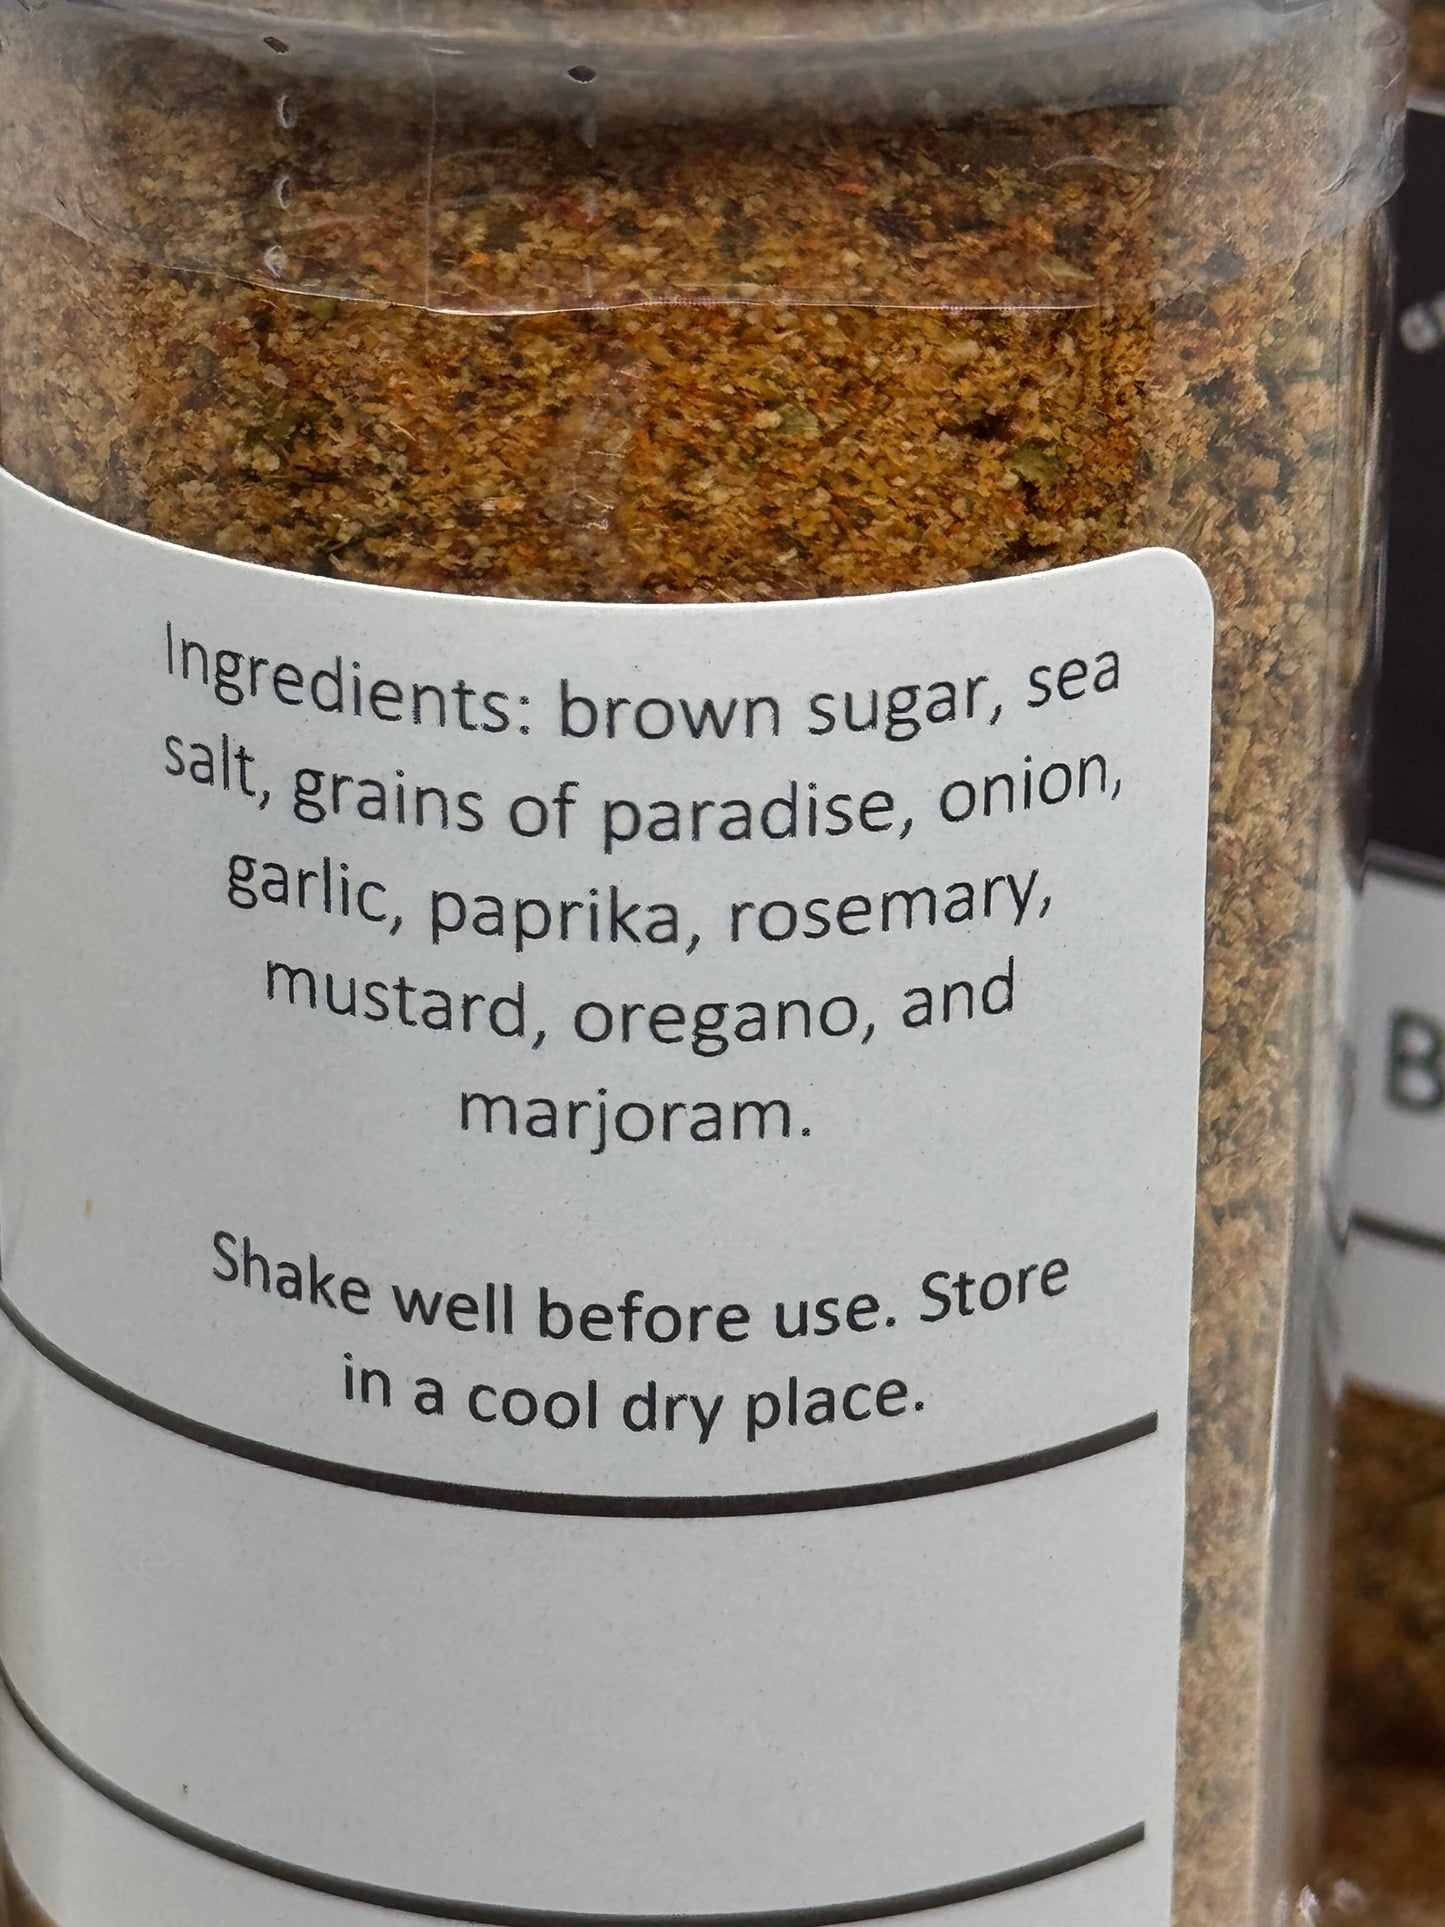 Ingredients: brown sugar, sea
salt, grains of paradise, onion,
garlic, paprika, rosemary,
mustard, oregano, and
marjoram.
Shake well before use. Store
in a cool dry place.
B